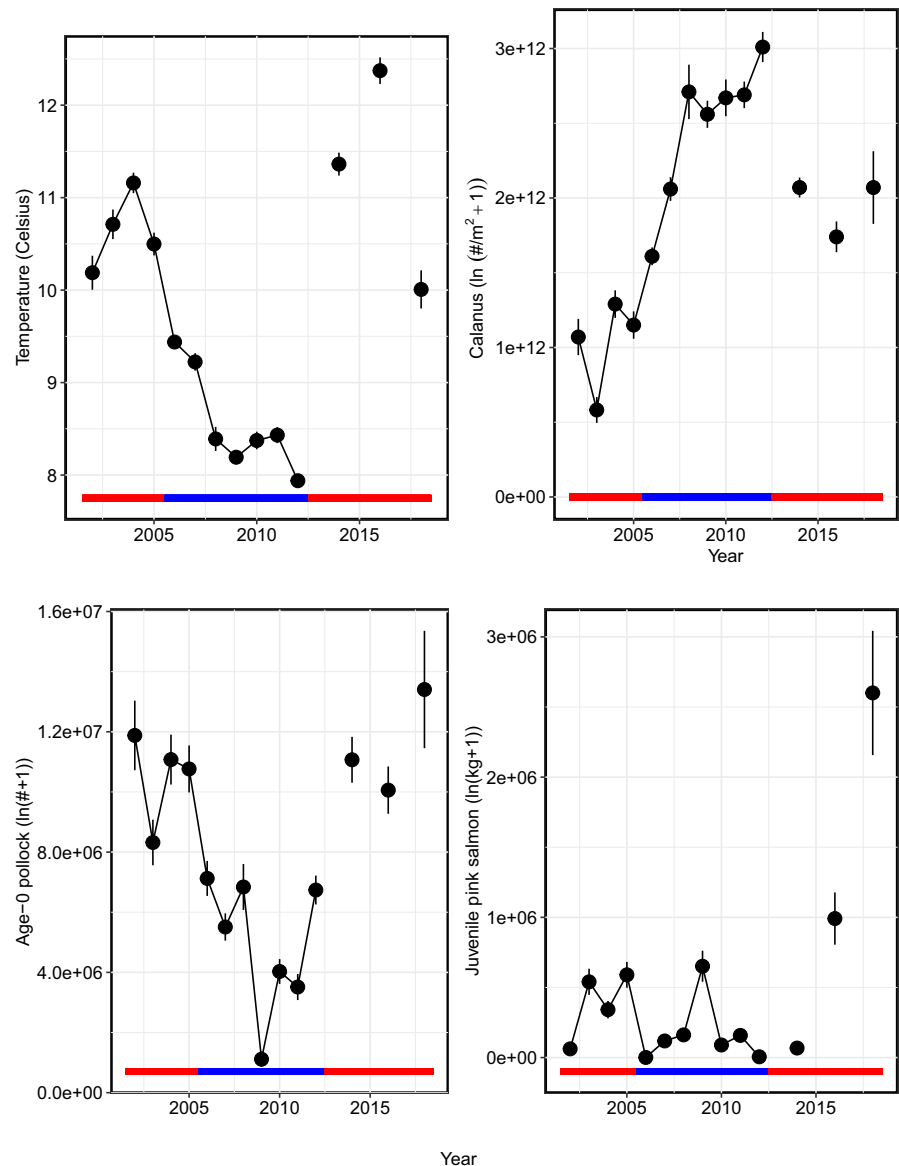 Temperature (Celsius)
12
11
10
9
8
2005 2010 2015
Calanus (ln (#/m² + 1))
3e+12
2e+12
1e+12
0e+00
2005 2010 2015
Year
Age−0 pollock (ln(#+1))
1.6e+07
1.2e+07
8.0e+06
4.0e+06
0.0e+00
2005 2010 2015
Juvenile pink salmon (ln(kg+1))
3e+06
2e+06
1e+06
0e+00
2005 2010 2015
Year